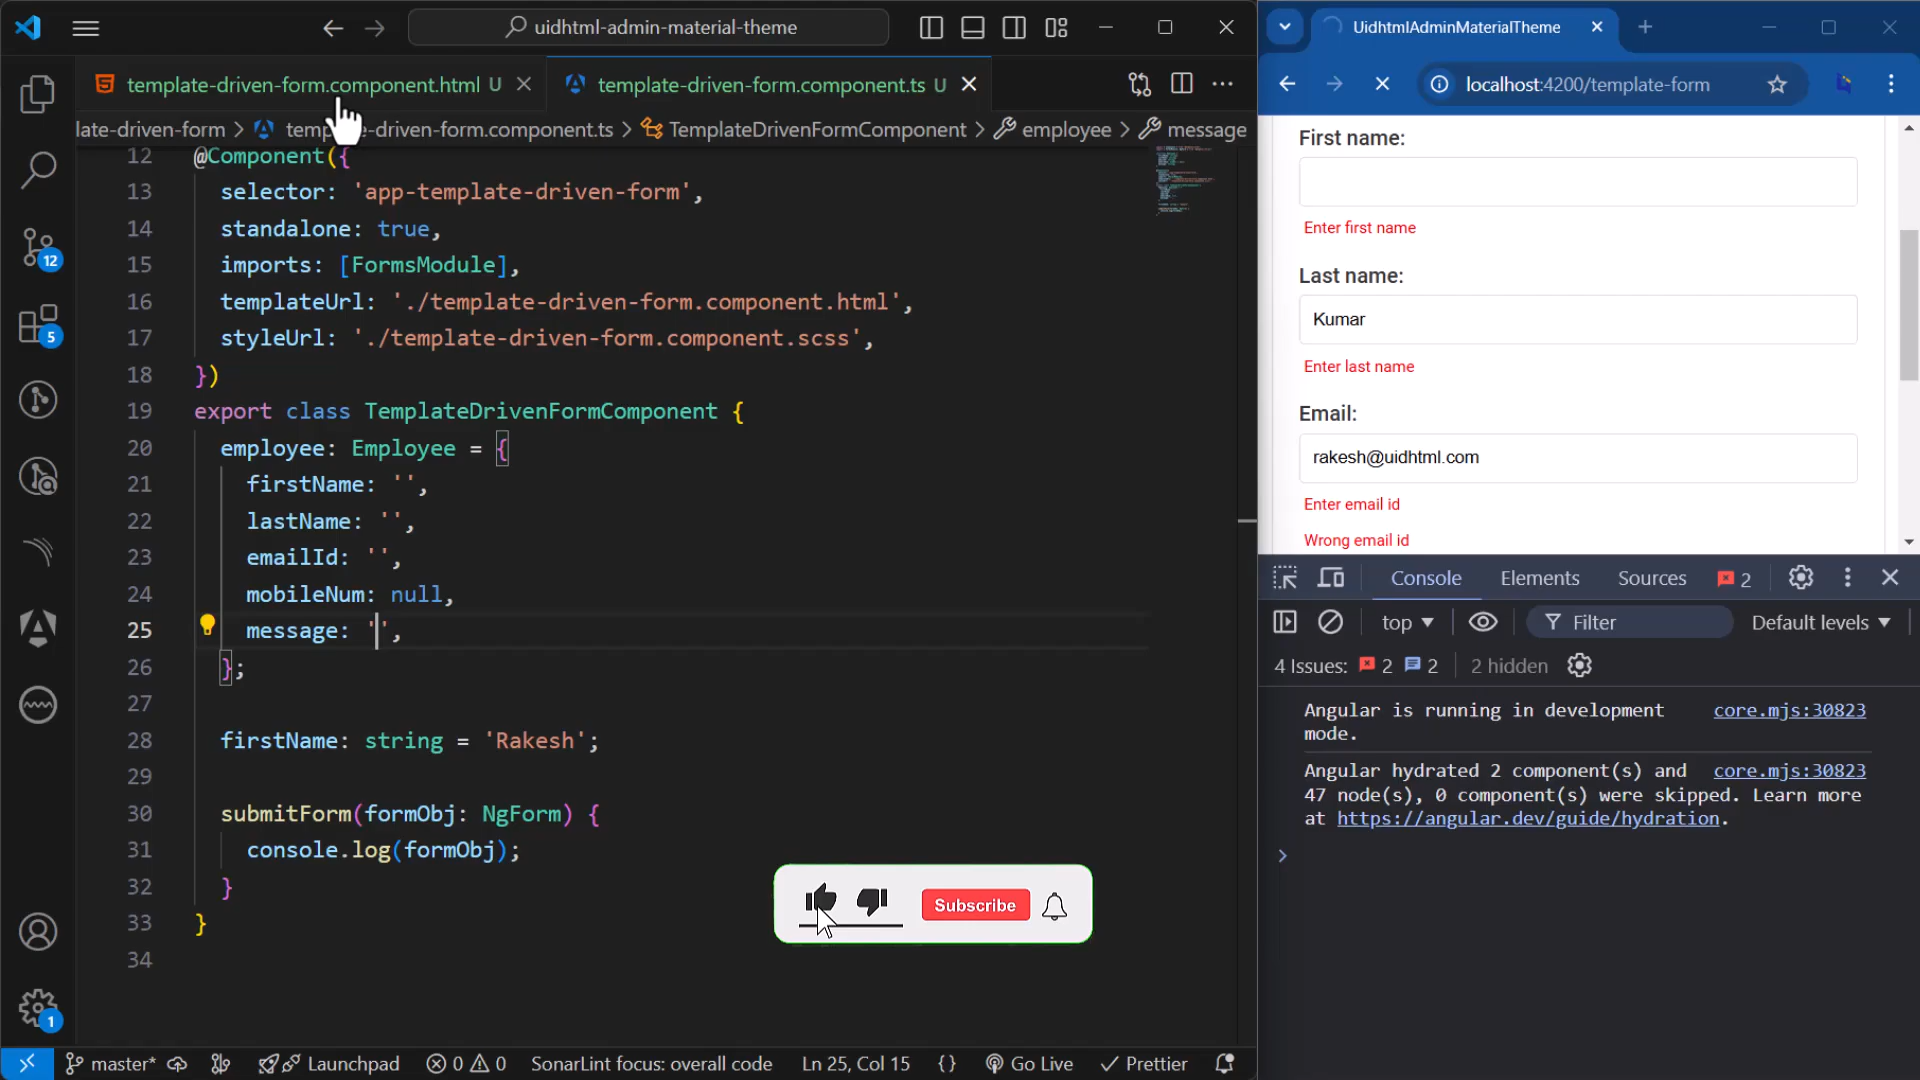 uidhtml-admin-material-theme
template-driven-form.component.html U
template-driven-form.component.ts U
late-driven-form > temp -driven-form.component.ts > TemplateDrivenFormComponent > employee > message
12 @Component({
13 selector: 'app-template-driven-form',
14 standalone: true,
15 imports: [FormsModule],
16 templateUrl: './template-driven-form.component.html',
17 styleUrl: './template-driven-form.component.scss',
18 })
19 export class TemplateDrivenFormComponent {
20 employee: Employee = {
21 firstName: '',
22 lastName: '',
23 emailId: '',
24 mobileNum: null,
25 message: '',
26 };
27
28 firstName: string = 'Rakesh';
29
30 submitForm(formObj: NgForm) {
31 console.log(formObj);
32 }
33 }
34
12
5
1
Subscribe
master* Launchpad 0 0 SonarLint focus: overall code Ln 25, Col 15 {} Go Live Prettier
UidhtmlAdminMaterialTheme
localhost:4200/template-form
First name:
Enter first name
Last name:
Kumar
Enter last name
Email:
rakesh@uidhtml.com
Enter email id
Wrong email id
Console Elements Sources 2
top Filter Default levels
4 Issues: 2 2 2 hidden
Angular is running in development core.mjs:30823
mode.
Angular hydrated 2 component(s) and core.mjs:30823
47 node(s), 0 component(s) were skipped. Learn more
at https://angular.dev/guide/hydration.